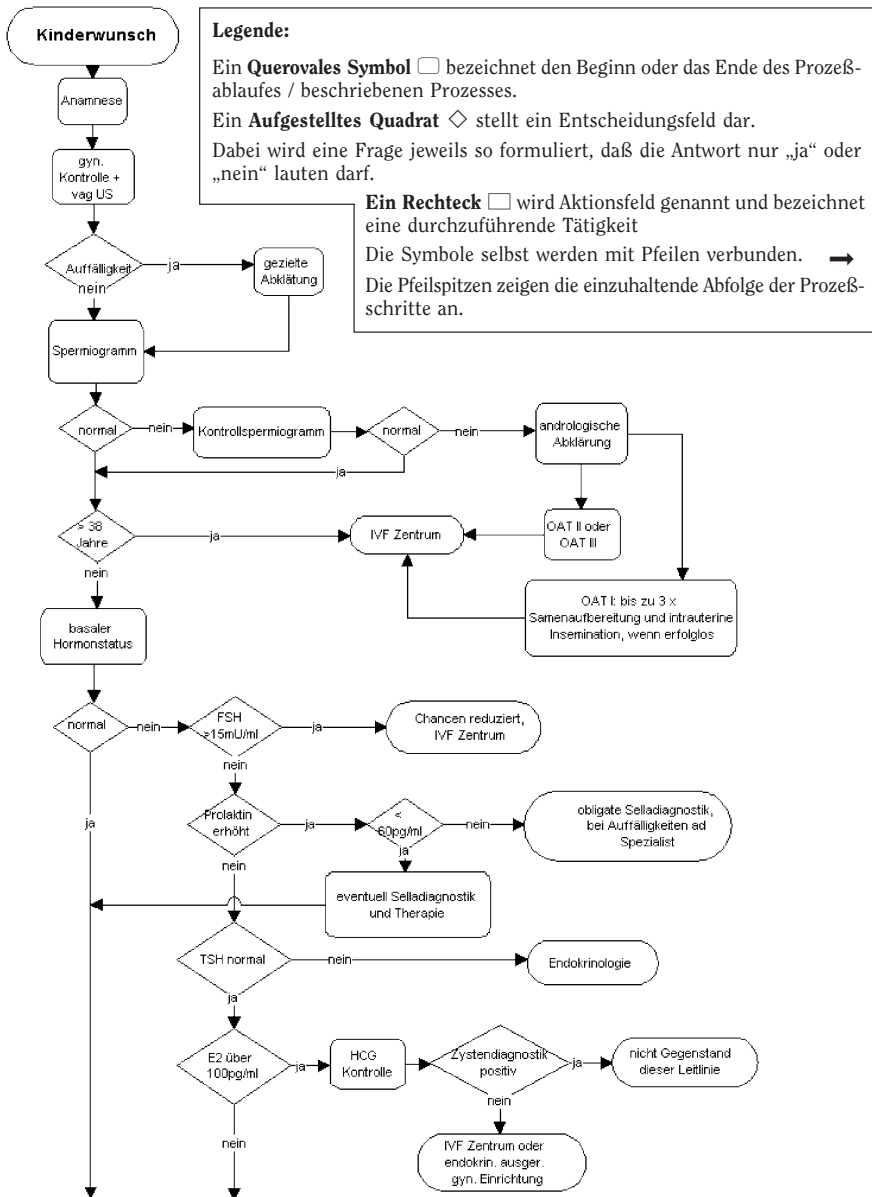 Kinderwunsch
Legende:
Ein Querovales Symbol bezeichnet den Beginn oder das Ende des Prozeß-
ablaufes / beschriebenen Prozesses.
Ein Aufgestelltes Quadrat stellt ein Entscheidungsfeld dar.
Dabei wird eine Frage jeweils so formuliert, daß die Antwort nur „ja“ oder
„nein“ lauten darf.
Ein Rechteck wird Aktionsfeld genannt und bezeichnet
eine durchzuführende Tätigkeit
Die Symbole selbst werden mit Pfeilen verbunden.
Die Pfeilspitzen zeigen die einzuhaltende Abfolge der Prozeß-
schritte an.
Anamnese
gyn.
Kontrolle +
vag US
Auffälligkeit
ja
nein
gezielte
Abklätung
Spermiogramm
normal
nein
Kontrollspermiogramm
normal
nein
andrologische
Abklärung
ja
> 38
Jahre
ja
IVF Zentrum
OAT II oder
OAT III
nein
OAT I: bis zu 3 x
Samenaufbereitung und intrauterine
Insemination, wenn erfolglos
basaler
Hormonstatus
normal
nein
FSH
>15mU/ml
ja
Chancen reduziert,
IVF Zentrum
nein
ja
Prolaktin
erhöht
ja
<
60pg/ml
nein
obligate Selladiagnostik,
bei Auffälligkeiten ad
Spezialist
ja
nein
eventuell Selladiagnostik
und Therapie
TSH normal
nein
Endokrinologie
ja
E2 über
100pg/ml
ja
HCG
Kontrolle
Zystendiagnostik
positiv
ja
nicht Gegenstand
dieser Leitlinie
nein
nein
IVF Zentrum oder
endokrin. ausger.
gyn. Einrichtung